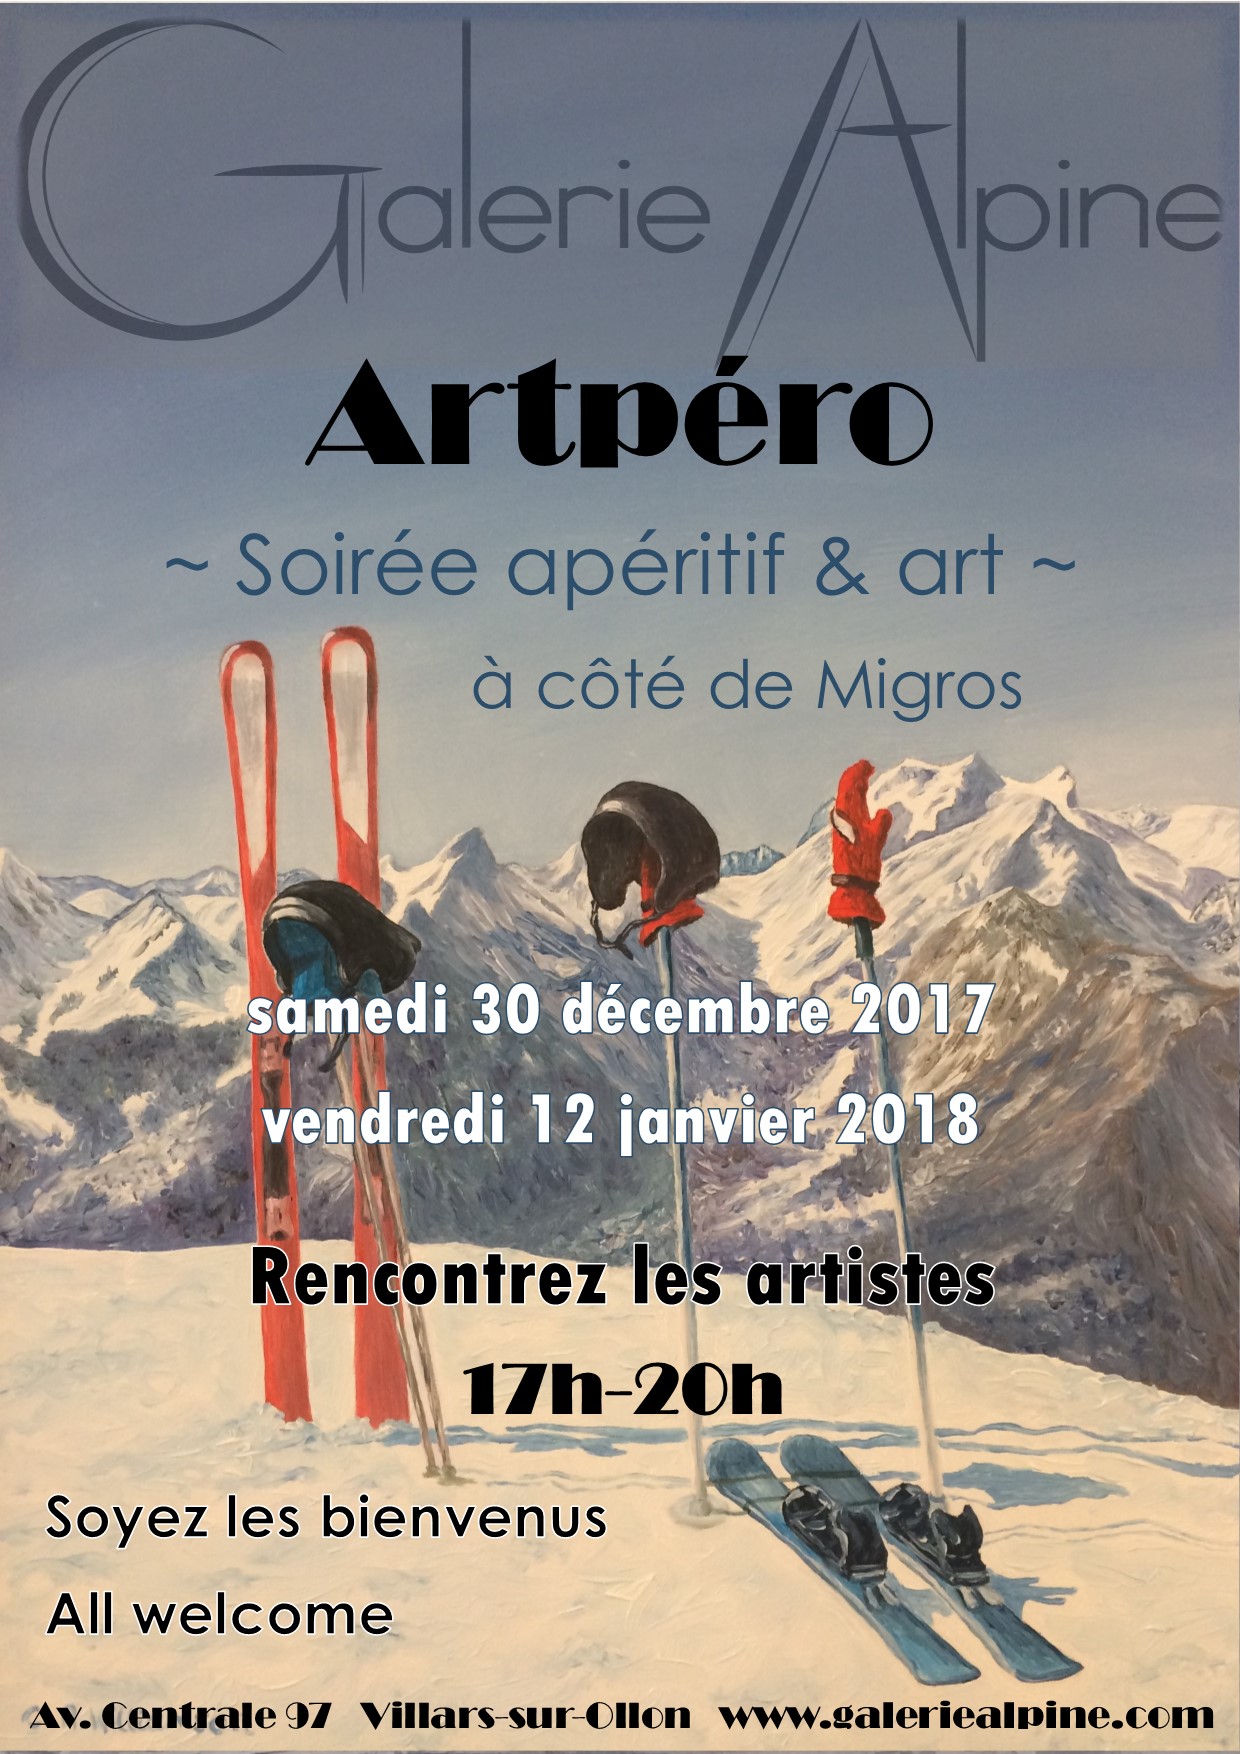 Galerie Alpine
Artpéro
~ Soirée apéritif & art ~
à côté de Migros
samedi 30 décembre 2017
vendredi 12 janvier 2018
Rencontrez les artistes
17h-20h
Soyez les bienvenus
All welcome
Av. Centrale 97 Villars-sur-Ollon www.galeriealpine.com